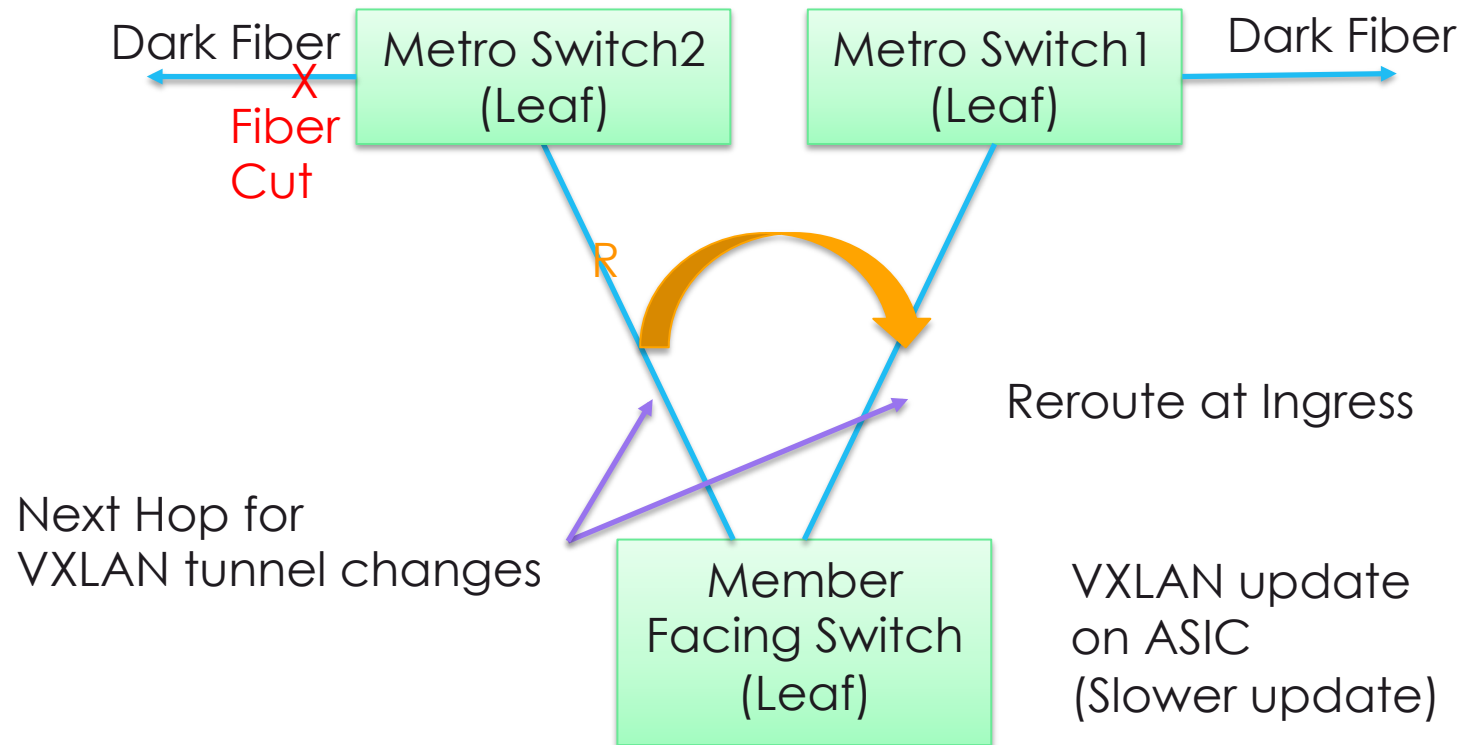 Dark Fiber
X
Fiber
Cut
Metro Switch2
(Leaf)
Metro Switch1
(Leaf)
Dark Fiber
R
Reroute at Ingress
Next Hop for
VXLAN tunnel changes
Member
Facing Switch
(Leaf)
VXLAN update
on ASIC
(Slower update)